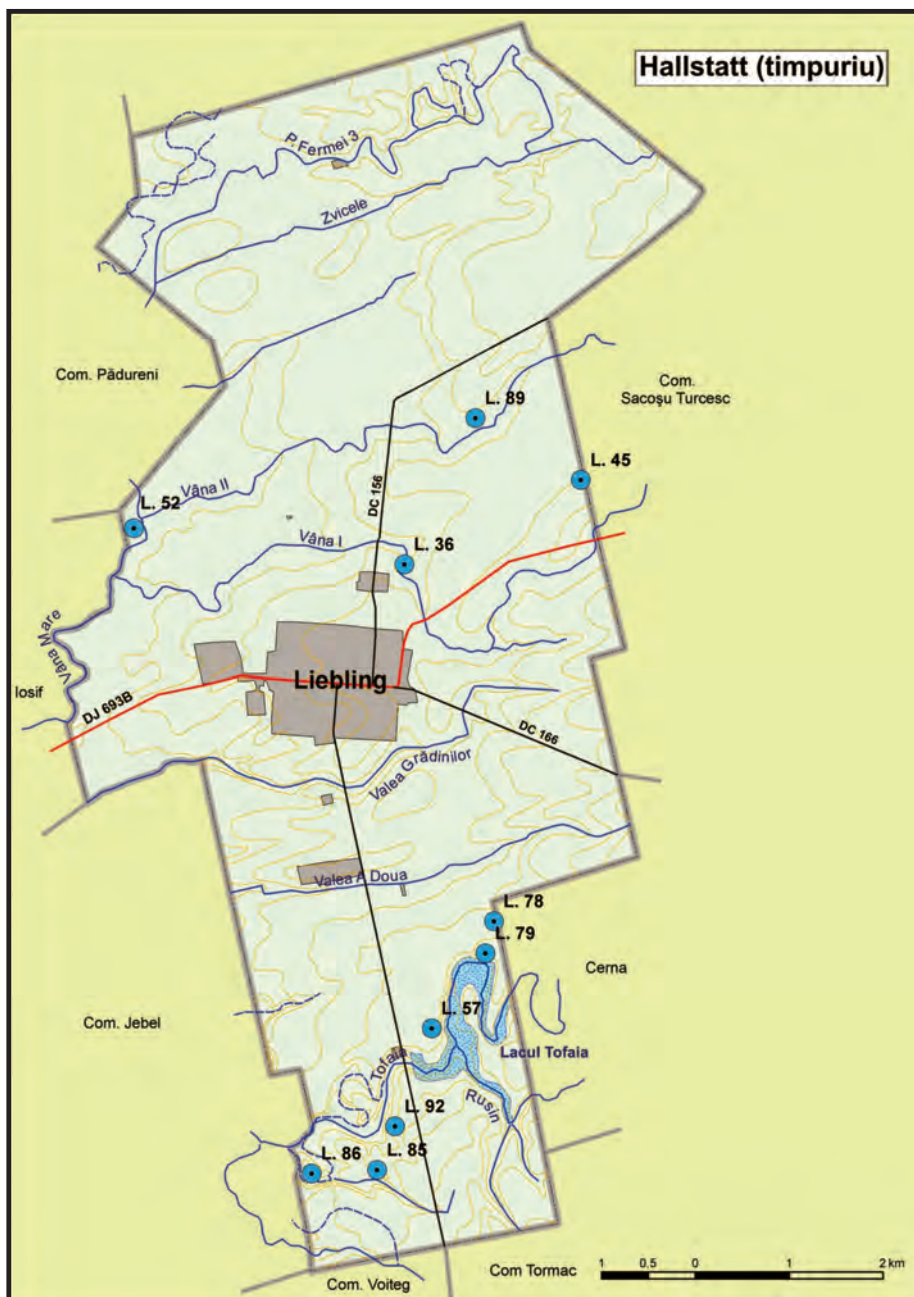 Hallstatt (timpuriu)
P. Fermei 3
Zvicele
Com. Pădureni
Com.
Sacoşu Turcesc
L. 89
L. 45
Vâna II
DC 156
L. 52
Vâna I
L. 36
Vâna Mare
Liebling
Iosif
DJ 693B
DC 166
Valea Grădinilor
Valea A Doua
L. 78
L. 79
Cerna
Com. Jebel
L. 57
Lacul Tofaia
Tofaia
Rusin
L. 92
L. 86
L. 85
Com. Voiteg
Com Tormac
1 0,5 0 1 2 km